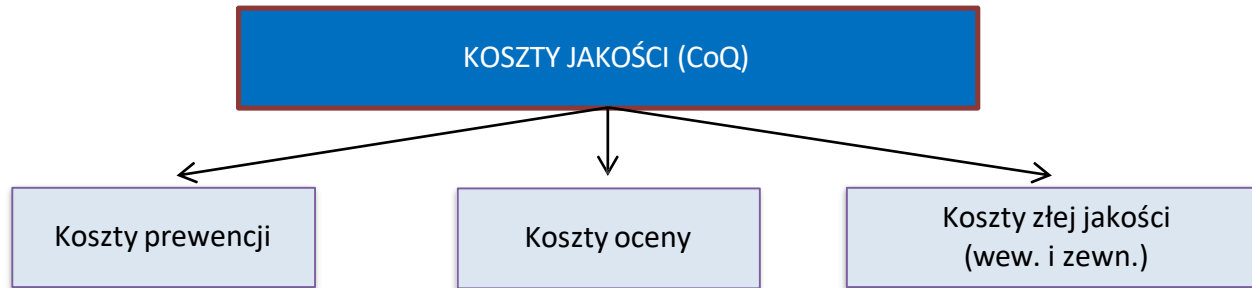 KOSZTY JAKOŚCI (CoQ)
Koszty prewencji
Koszty oceny
Koszty złej jakości
(wew. i zewn.)